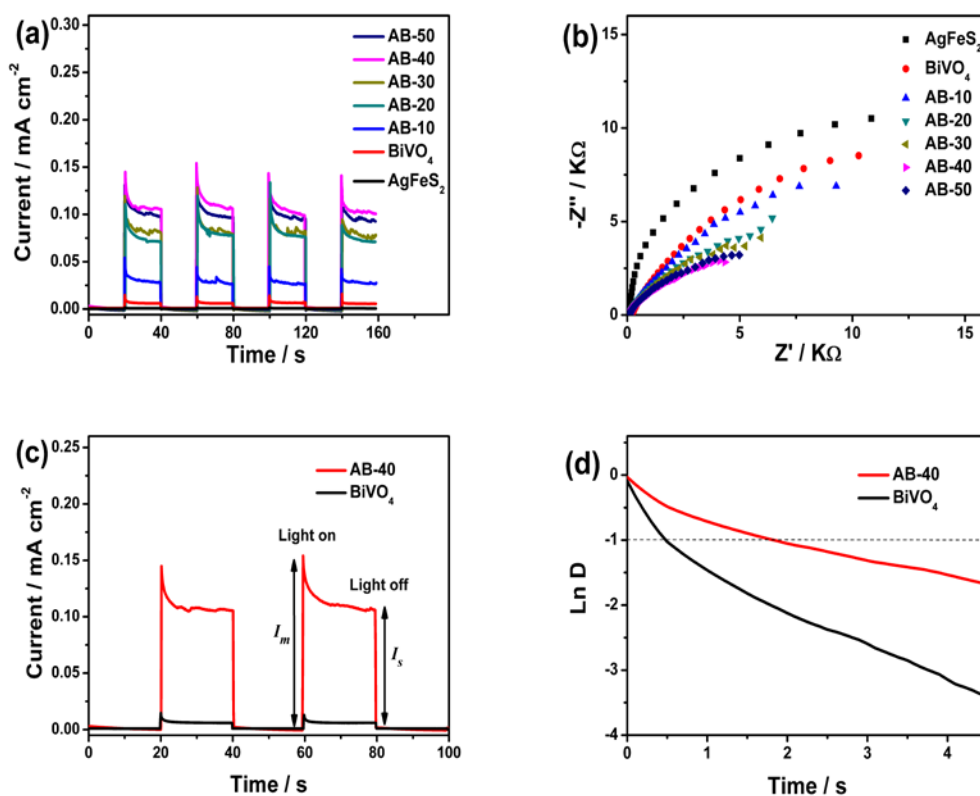 (a)
0.30
0.25
0.20
0.15
0.10
0.05
0.00
Current / mA cm⁻²
0 40 80 120 160
Time / s
AB-50
AB-40
AB-30
AB-20
AB-10
BiVO₄
AgFeS₂
(b)
15
10
5
0
-Z'' / KΩ
0 5 10 15
Z' / KΩ
AgFeS₂
BiVO₄
AB-10
AB-20
AB-30
AB-40
AB-50
(c)
0.25
0.20
0.15
0.10
0.05
0.00
Current / mA cm⁻²
0 20 40 60 80 100
Time / s
AB-40
BiVO₄
Light on
Light off
Iₘ
Iₛ
(d)
0
-1
-2
-3
-4
Ln D
0 1 2 3 4
Time / s
AB-40
BiVO₄